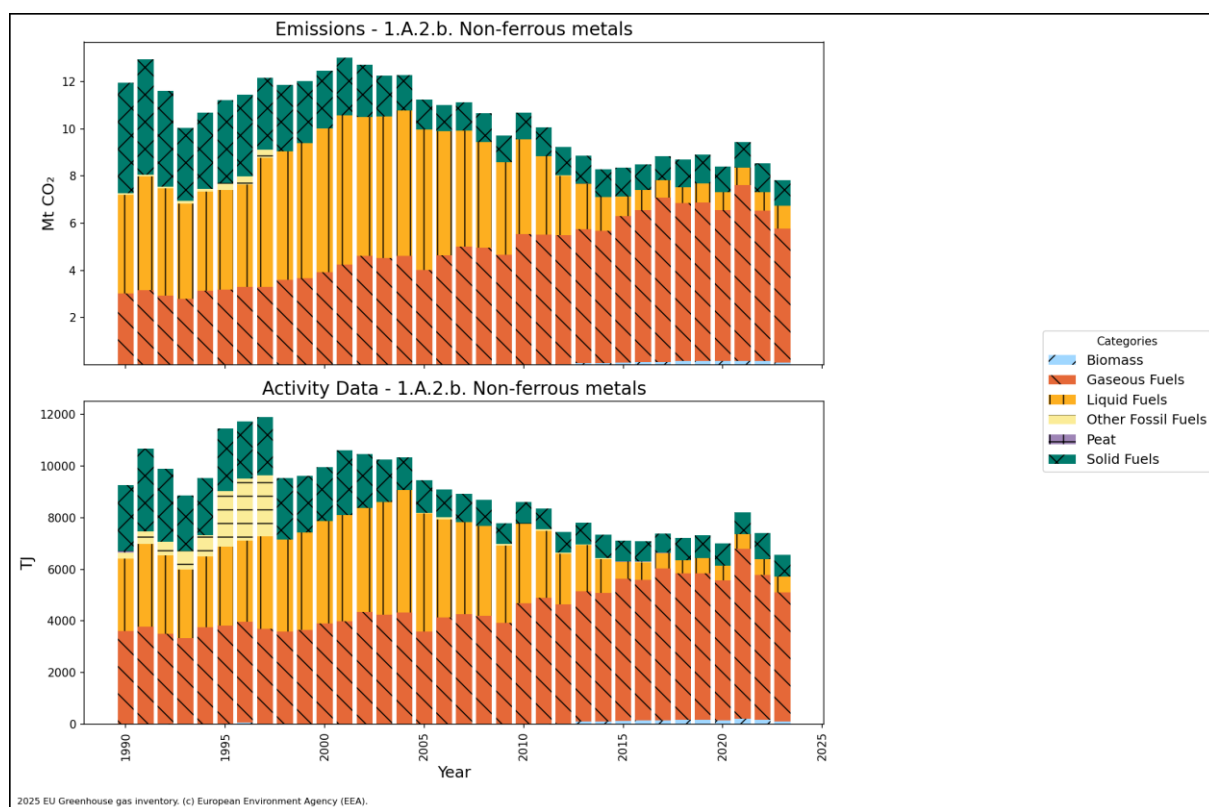 Emissions - 1.A.2.b. Non-ferrous metals
12
10
8
6
4
2
Mt CO₂
Activity Data - 1.A.2.b. Non-ferrous metals
12000
10000
8000
6000
4000
2000
0
TJ
1990
1995
2000
2005
2010
2015
2020
2025
Year
Categories
Biomass
Gaseous Fuels
Liquid Fuels
Other Fossil Fuels
Peat
Solid Fuels
2025 EU Greenhouse gas inventory. (c) European Environment Agency (EEA).